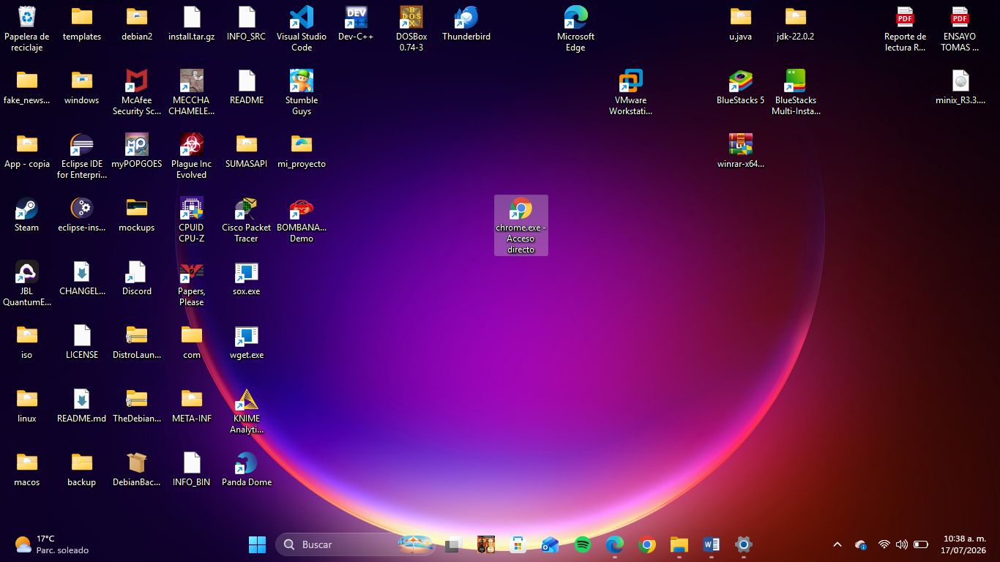 Papelera de
reciclaje
templates
debian2
install.tar.gz
INFO_SRC
Visual Studio
Code
DEV
Dev-C++
DOSBox
0.74-3
Thunderbird
Microsoft
Edge
u.java
jdk-22.0.2
PDF
Reporte de
lectura R...
PDF
ENSAYO
TOMAS ...
fake_news...
windows
McAfee
Security Sc...
MECCHA
CHAMELE...
README
Stumble
Guys
VMware
Workstati...
BlueStacks 5
BlueStacks
Multi-Insta...
minix_R3.3....
App - copia
Eclipse IDE
for Enterpri...
myPOPGOES
Plague Inc
Evolved
SUMASAPI
mi_proyecto
winrar-x64...
Steam
eclipse-ins...
mockups
CPUID
CPU-Z
Cisco Packet
Tracer
BOMBANA...
Demo
chrome.exe -
Acceso
directo
JBL
QuantumE...
CHANGEL...
Discord
Papers,
Please
sox.exe
iso
LICENSE
DistroLaun...
com
wget.exe
linux
README.md
TheDebian...
META-INF
KNIME
Analyti...
macos
backup
DebianBac...
INFO_BIN
Panda Dome
17°C
Parc. soleado
Buscar
10:38 a. m.
17/07/2026